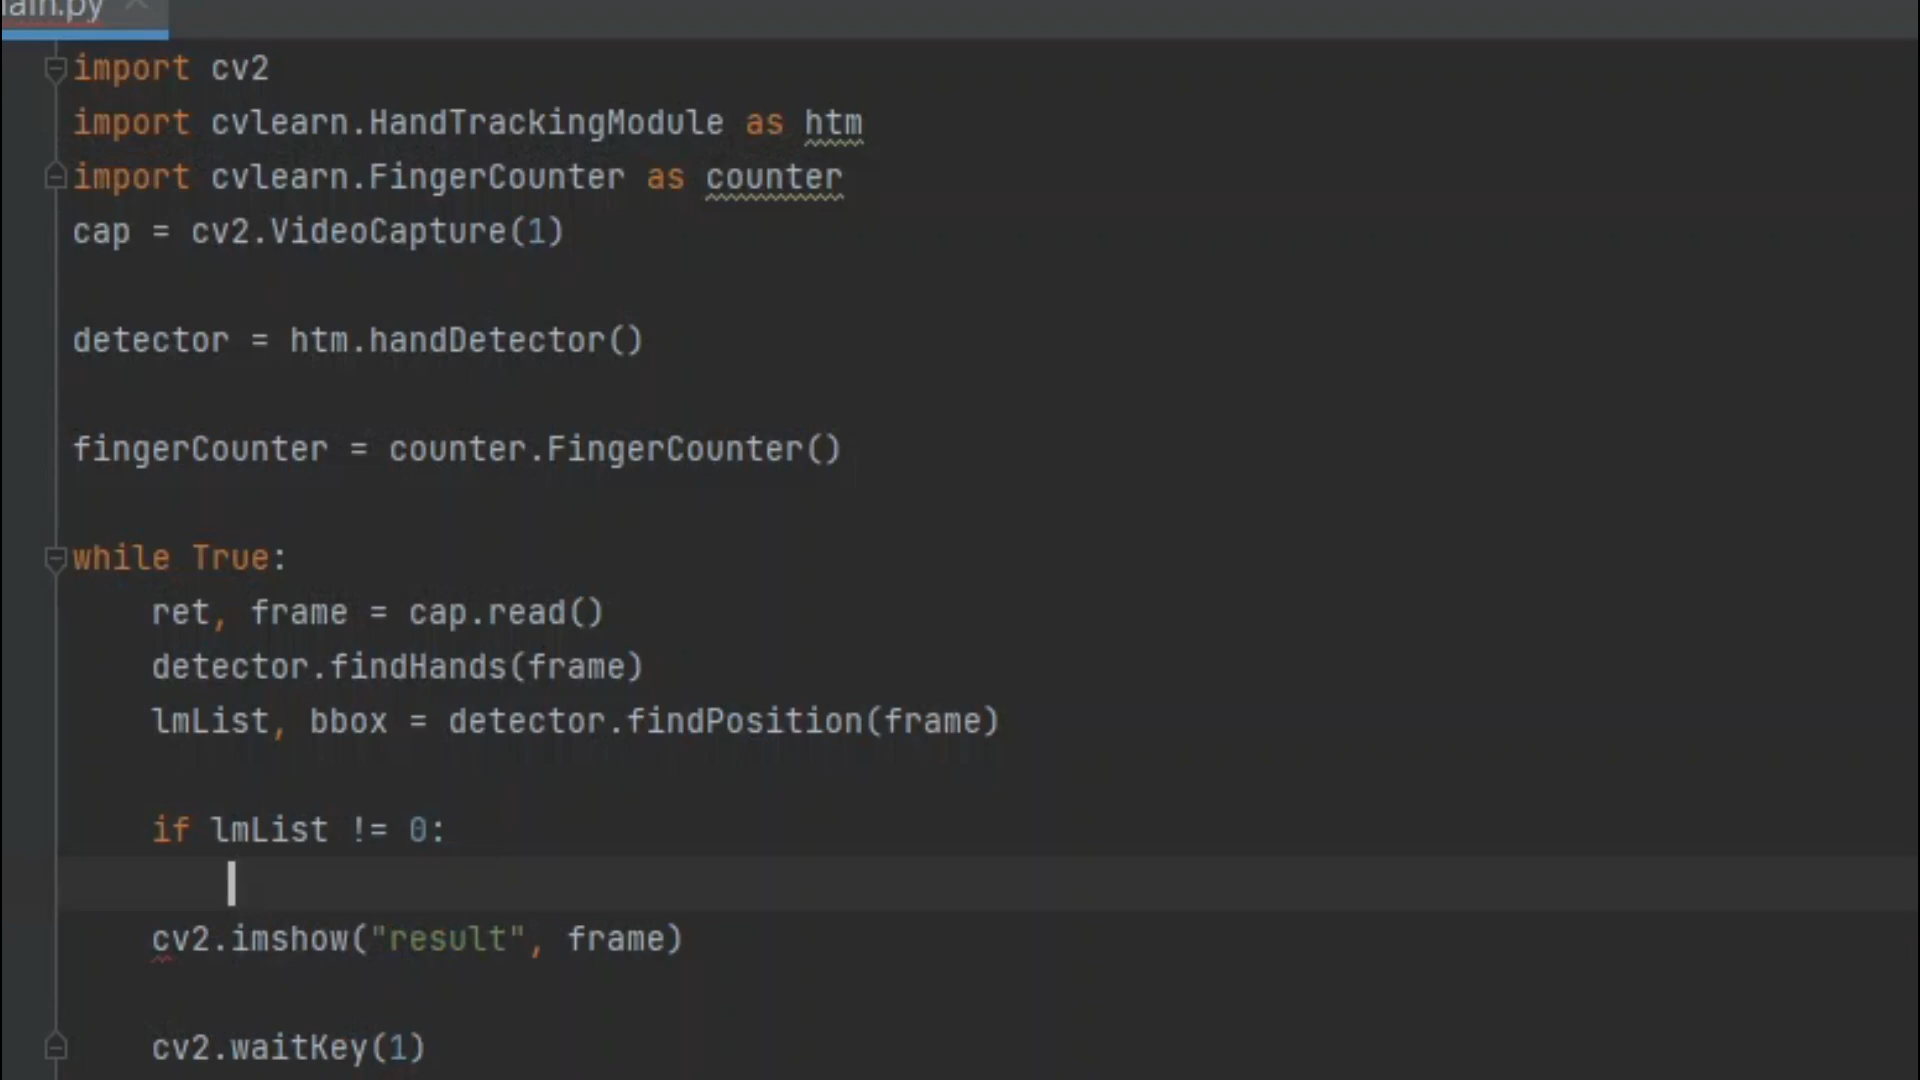 ain.py
import cv2
import cvlearn.HandTrackingModule as htm
import cvlearn.FingerCounter as counter
cap = cv2.VideoCapture(1)
detector = htm.handDetector()
fingerCounter = counter.FingerCounter()
while True:
    ret, frame = cap.read()
    detector.findHands(frame)
    lmList, bbox = detector.findPosition(frame)
    if lmList != 0:
    cv2.imshow("result", frame)
    cv2.waitKey(1)